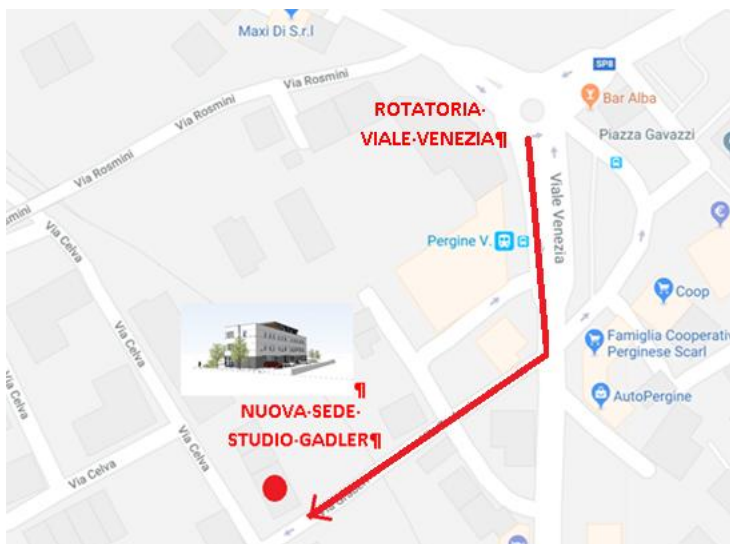 Maxi Di S.r.l
SP8
Via Rosmini
Via Rosmini
Via Rosmini
ROTATORIA·
VIALE·VENEZIA¶
Bar Alba
Piazza Gavazzi
Via Celva
Viale Venezia
Pergine V.
Coop
Via Celva
Famiglia Cooperativ
Perginese Scarl
AutoPergine
¶
NUOVA·SEDE·
STUDIO·GADLER¶
Via Celva
Via Celva
Via Celva